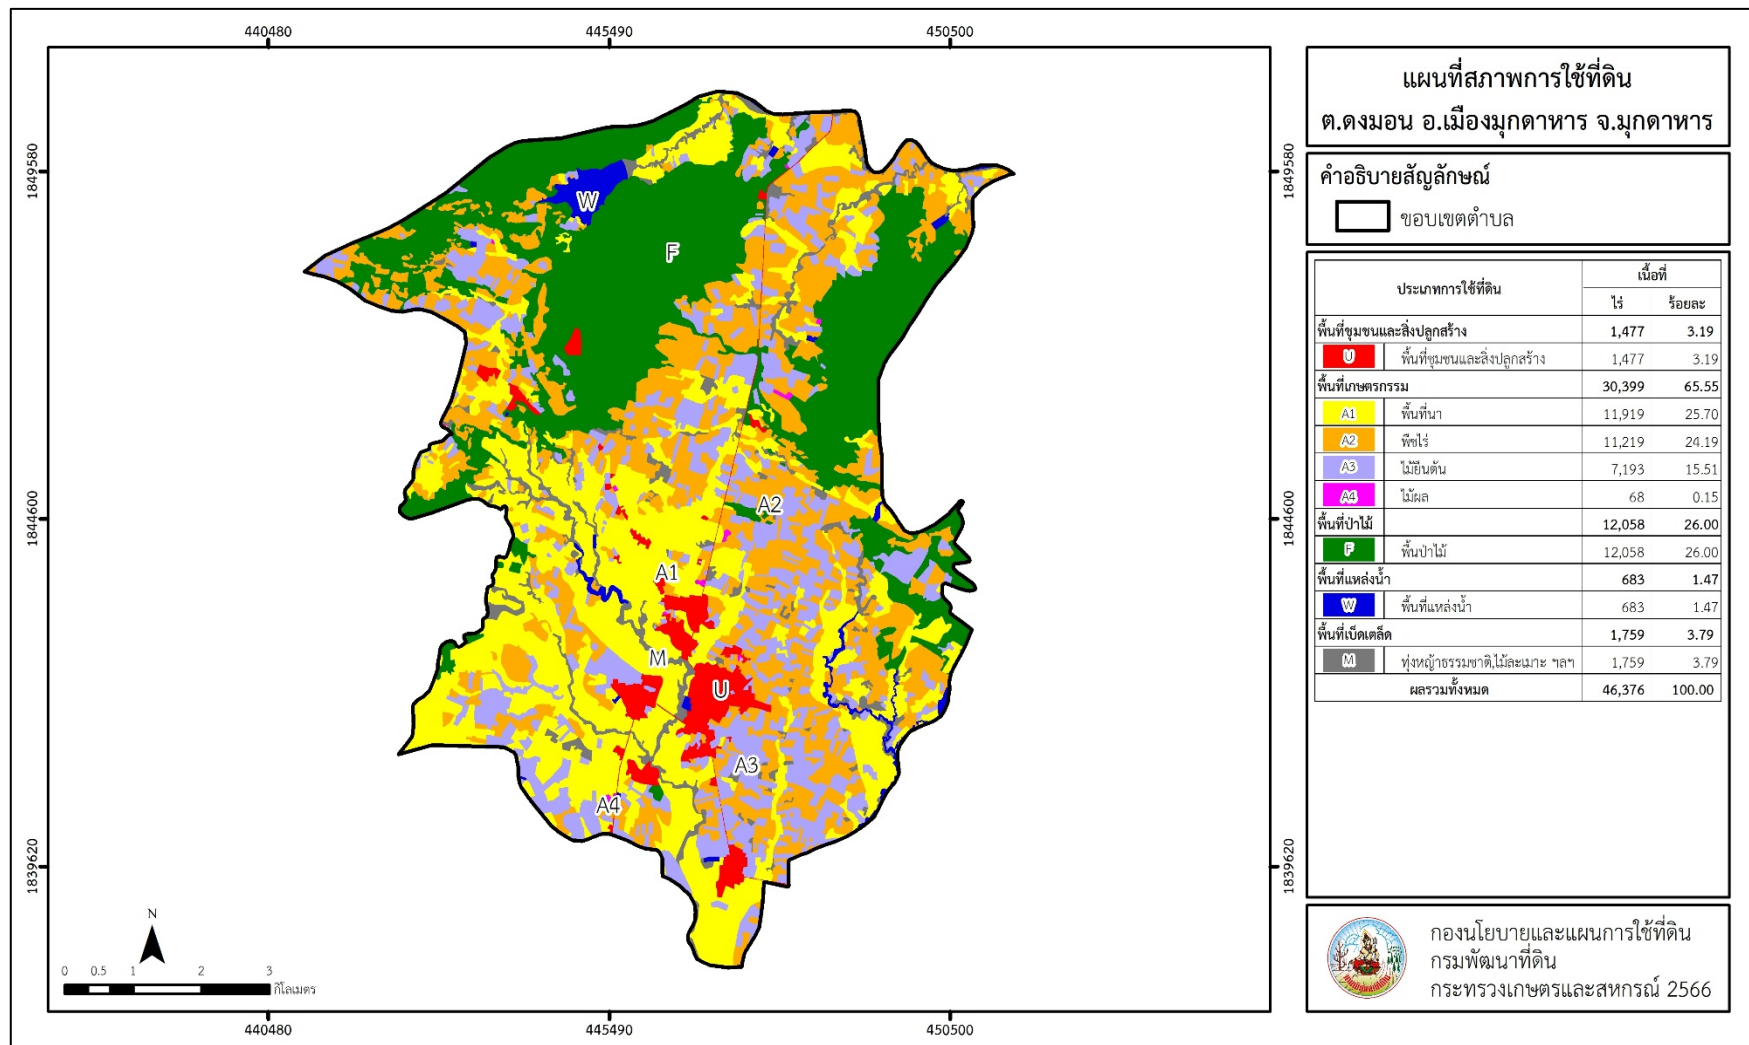 440480
445490
450500
1849580
1849580
W
F
A2
1844600
1844600
A1
M
U
A3
A4
1839620
1839620
N
0 0.5 1 2 3
กิโลเมตร
440480
445490
450500
แผนที่สภาพการใช้ที่ดิน
ต.ดงมอน อ.เมืองมุกดาหาร จ.มุกดาหาร
คำอธิบายสัญลักษณ์
ขอบเขตตำบล
ประเภทการใช้ที่ดิน เนื้อที่
ไร่ ร้อยละ
พื้นที่ชุมชนและสิ่งปลูกสร้าง 1,477 3.19
U พื้นที่ชุมชนและสิ่งปลูกสร้าง 1,477 3.19
พื้นที่เกษตรกรรม 30,399 65.55
A1 พื้นที่นา 11,919 25.70
A2 พืชไร่ 11,219 24.19
A3 ไม้ยืนต้น 7,193 15.51
A4 ไม้ผล 68 0.15
พื้นที่ป่าไม้ 12,058 26.00
F พื้นป่าไม้ 12,058 26.00
พื้นที่แหล่งน้ำ 683 1.47
W พื้นที่แหล่งน้ำ 683 1.47
พื้นที่เบ็ดเตล็ด 1,759 3.79
M ทุ่งหญ้าธรรมชาติ,ไม้ละเมาะ ฯลฯ 1,759 3.79
ผลรวมทั้งหมด 46,376 100.00
กองนโยบายและแผนการใช้ที่ดิน
กรมพัฒนาที่ดิน
กระทรวงเกษตรและสหกรณ์ 2566